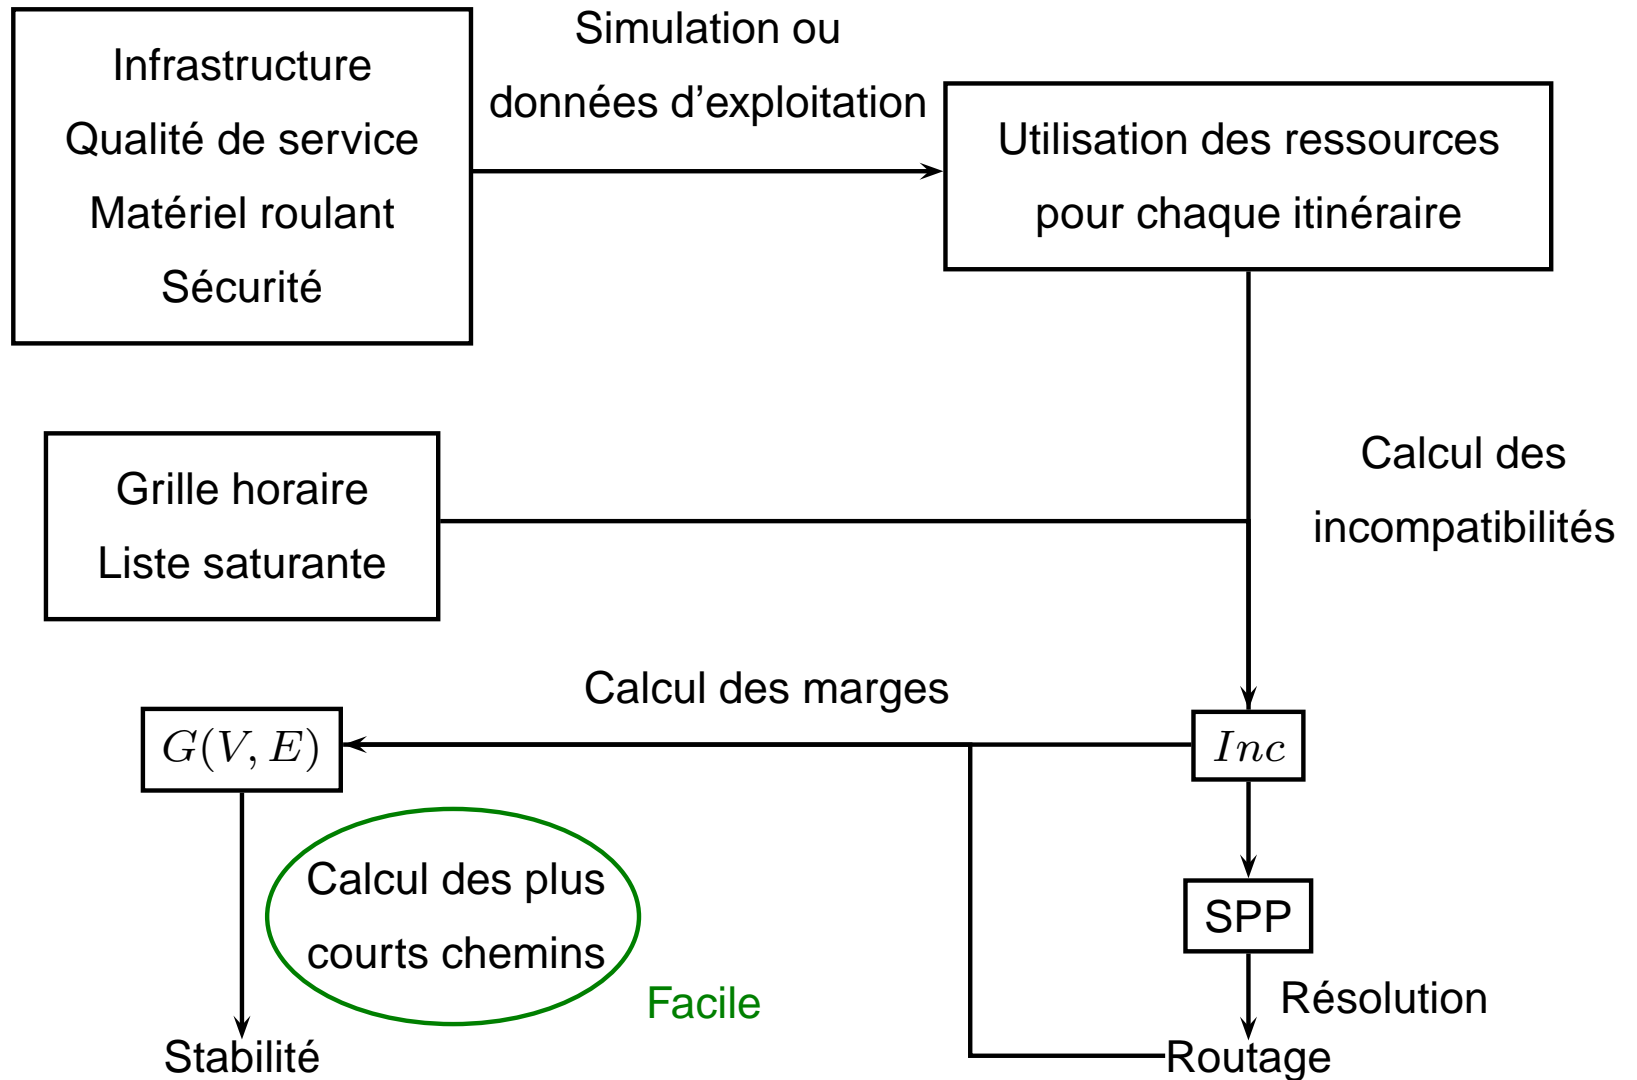 Infrastructure
Qualité de service
Matériel roulant
Sécurité
Simulation ou
données d'exploitation
Utilisation des ressources
pour chaque itinéraire
Grille horaire
Liste saturante
Calcul des
incompatibilités
Calcul des marges
G(V, E)
Inc
Calcul des plus
courts chemins
Facile
SPP
Résolution
Stabilité
Routage